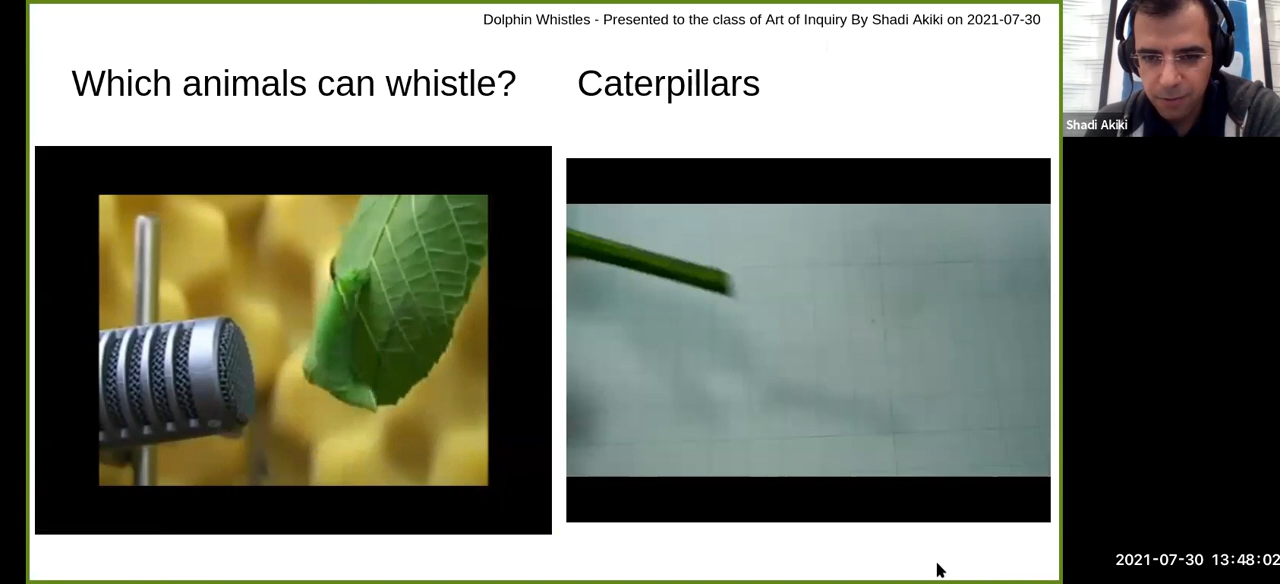 Dolphin Whistles - Presented to the class of Art of Inquiry By Shadi Akiki on 2021-07-30
Which animals can whistle?
Caterpillars
Shadi Akiki
2021-07-30 13:48:02